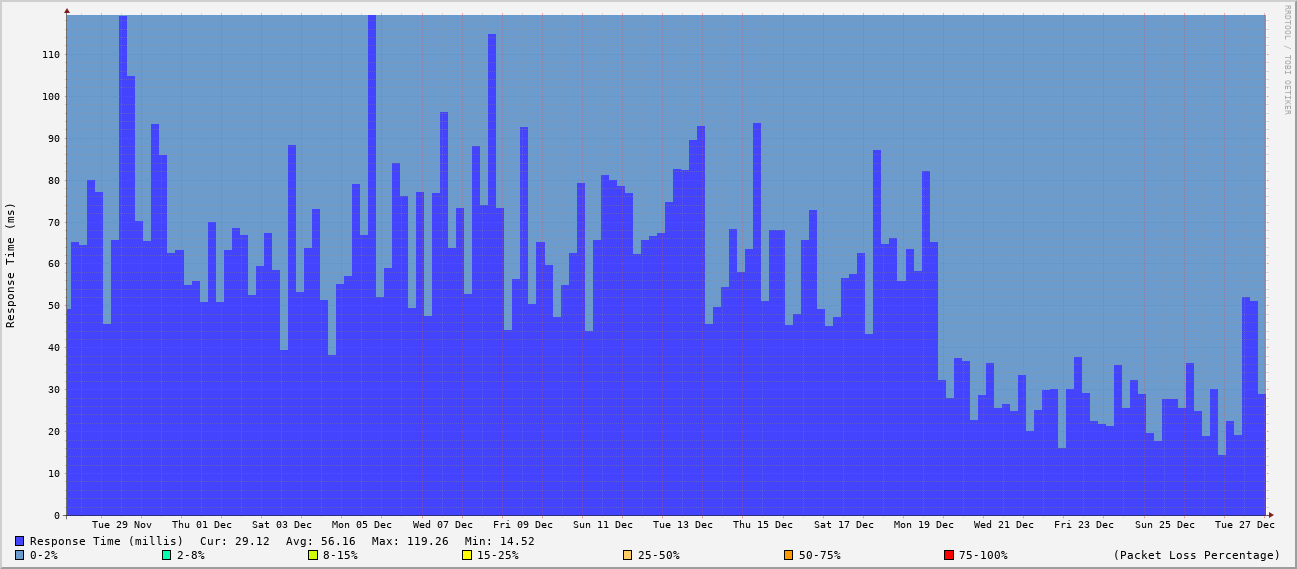 RRDTOOL / TOBI OETIKER
Response Time (ms)
110
100
90
80
70
60
50
40
30
20
10
0
Tue 29 Nov Thu 01 Dec Sat 03 Dec Mon 05 Dec Wed 07 Dec Fri 09 Dec Sun 11 Dec Tue 13 Dec Thu 15 Dec Sat 17 Dec Mon 19 Dec Wed 21 Dec Fri 23 Dec Sun 25 Dec Tue 27 Dec
Response Time (millis) Cur: 29.12 Avg: 56.16 Max: 119.26 Min: 14.52
0-2% 2-8% 8-15% 15-25% 25-50% 50-75% 75-100% (Packet Loss Percentage)